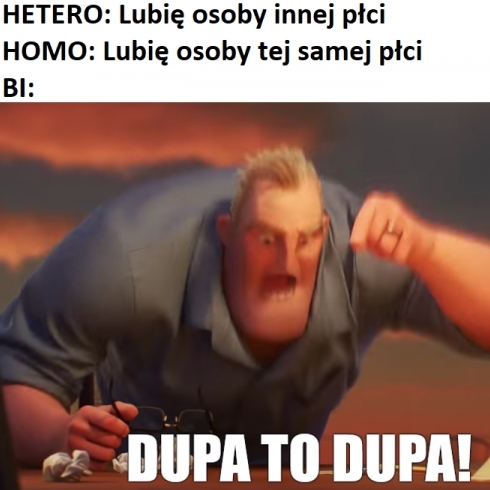 HETERO: Lubię osoby innej płci
HOMO: Lubię osoby tej samej płci
BI:
DUPA TO DUPA!